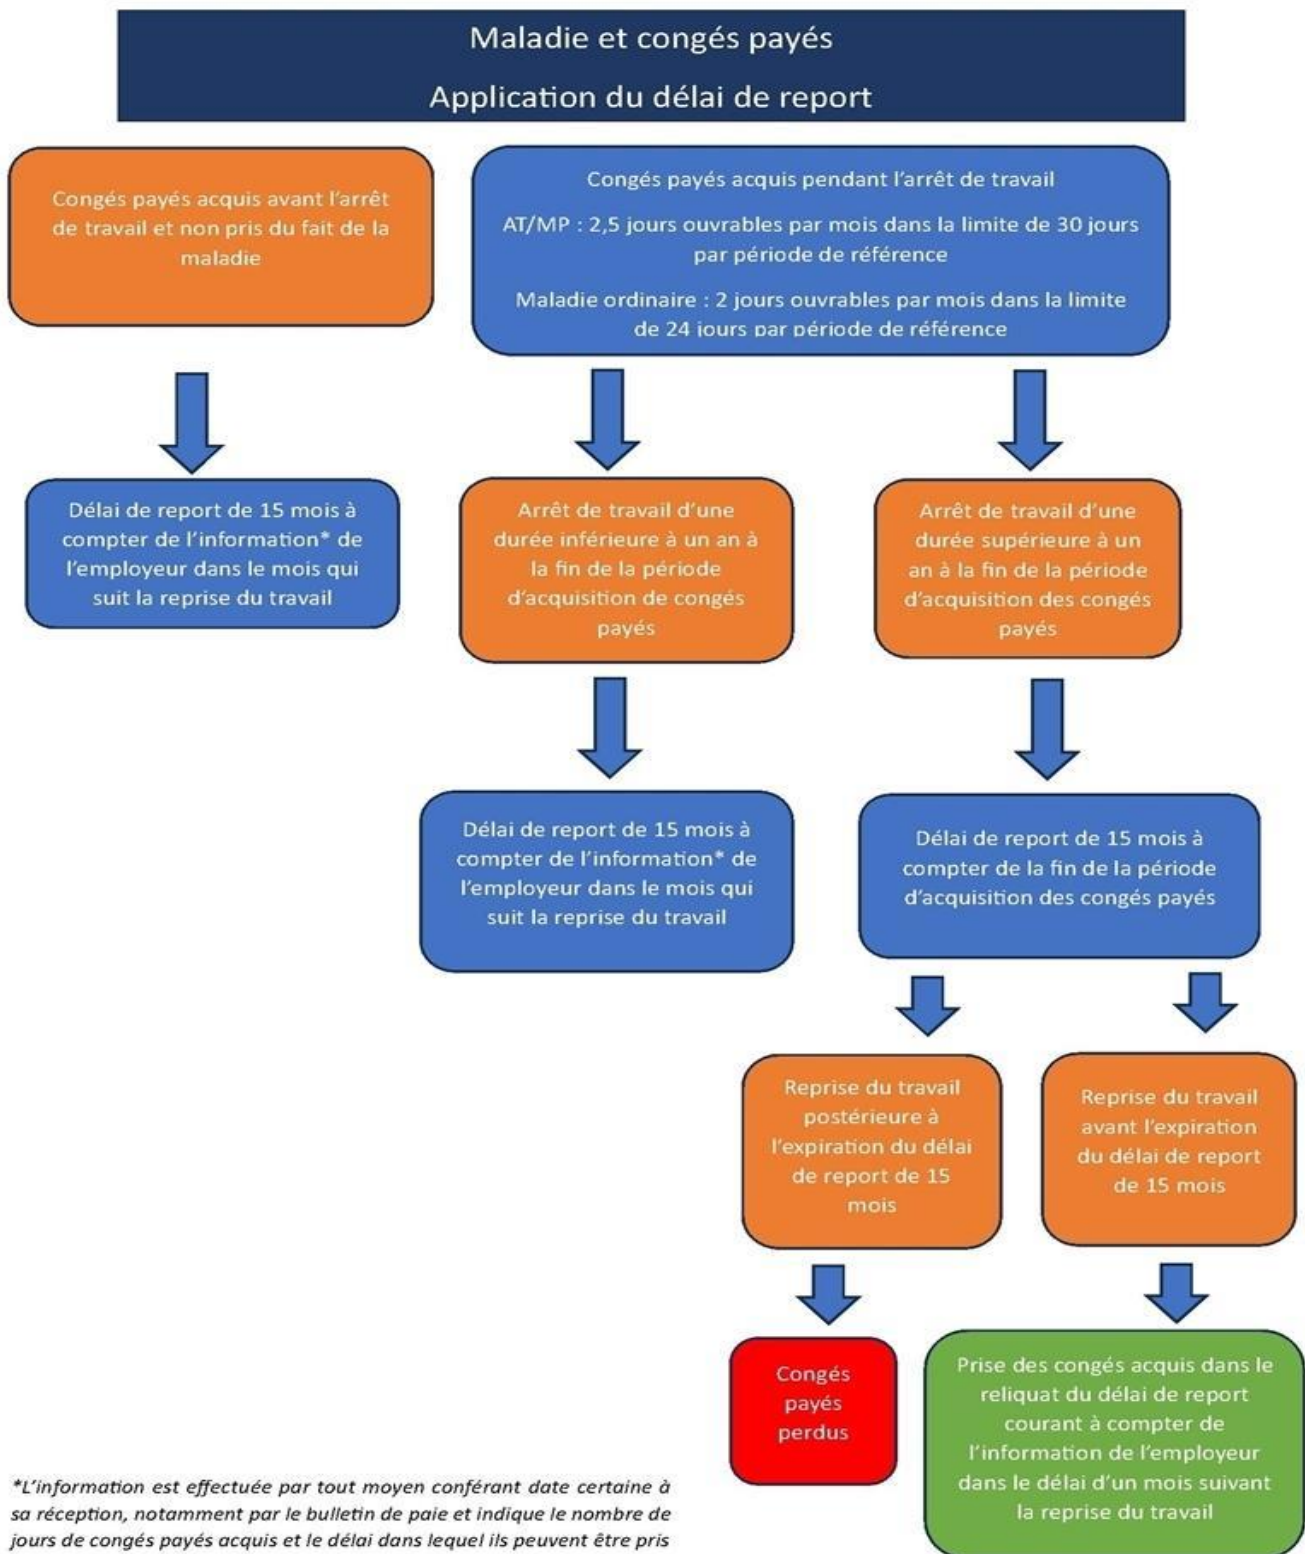 Maladie et congés payés
Application du délai de report
Congés payés acquis avant l'arrêt
de travail et non pris du fait de la
maladie
Congés payés acquis pendant l'arrêt de travail
AT/MP : 2,5 jours ouvrables par mois dans la limite de 30 jours
par période de référence
Maladie ordinaire : 2 jours ouvrables par mois dans la limite
de 24 jours par période de référence
Délai de report de 15 mois à
compter de l'information* de
l'employeur dans le mois qui
suit la reprise du travail
Arrêt de travail d'une
durée inférieure à un an à
la fin de la période
d'acquisition de congés
payés
Arrêt de travail d'une
durée supérieure à un
an à la fin de la période
d'acquisition des congés
payés
Délai de report de 15 mois à
compter de l'information* de
l'employeur dans le mois qui
suit la reprise du travail
Délai de report de 15 mois à
compter de la fin de la période
d'acquisition des congés payés
Reprise du travail
postérieure à
l'expiration du délai
de report de 15
mois
Reprise du travail
avant l'expiration
du délai de report
de 15 mois
Congés
payés
perdus
Prise des congés acquis dans le
reliquat du délai de report
courant à compter de
l'information de l'employeur
dans le délai d'un mois suivant
la reprise du travail
*L'information est effectuée par tout moyen conférant date certaine à
sa réception, notamment par le bulletin de paie et indique le nombre de
jours de congés payés acquis et le délai dans lequel ils peuvent être pris